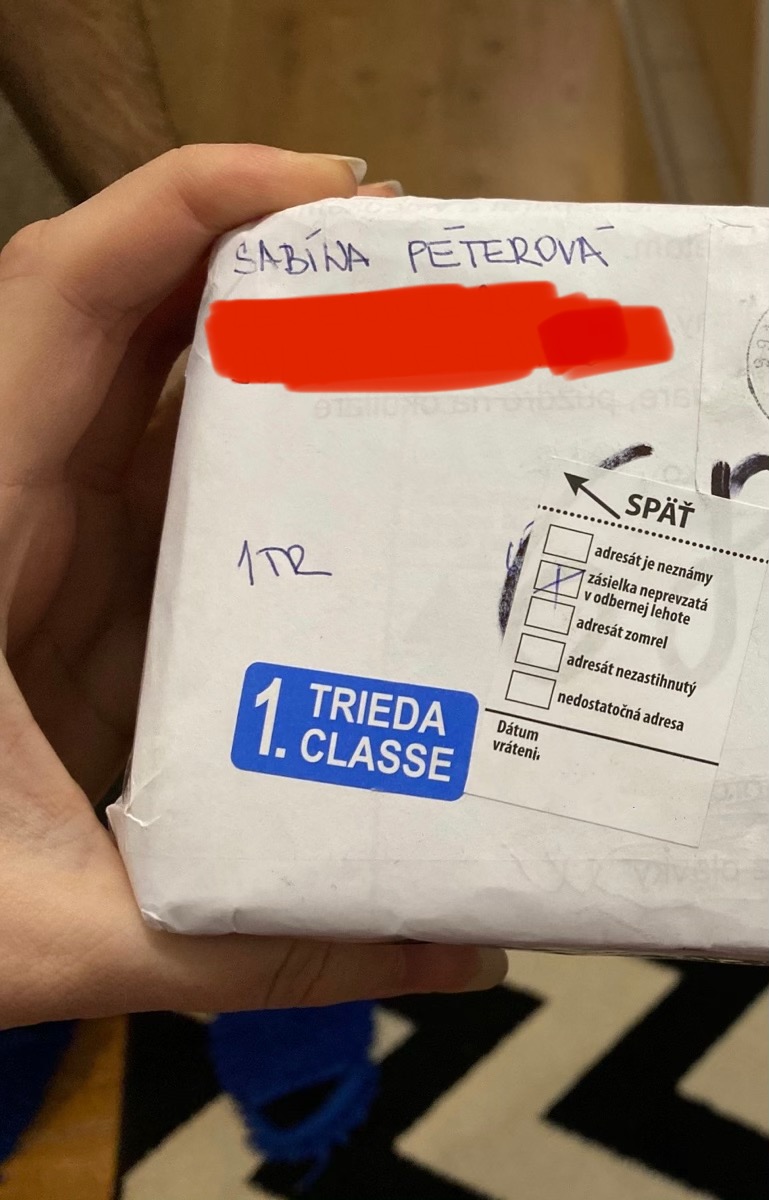 SABÍNA PÉTEROVÁ
SPÄŤ
adresát je neznámy
zásielka neprevzatá
v odbernej lehote
adresát zomrel
adresát nezastihnutý
nedostatočná adresa
Dátum
vrátenia
1TR
1. TRIEDA
CLASSE